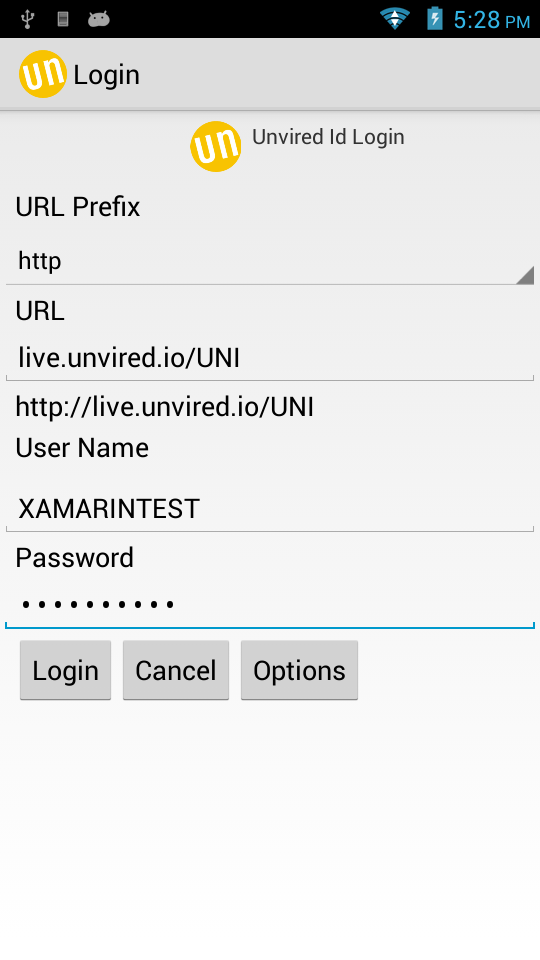 5:28 PM
un Login
un Unvired Id Login
URL Prefix
http
URL
live.unvired.io/UNI
http://live.unvired.io/UNI
User Name
XAMARINTEST
Password
••••••••••
Login Cancel Options